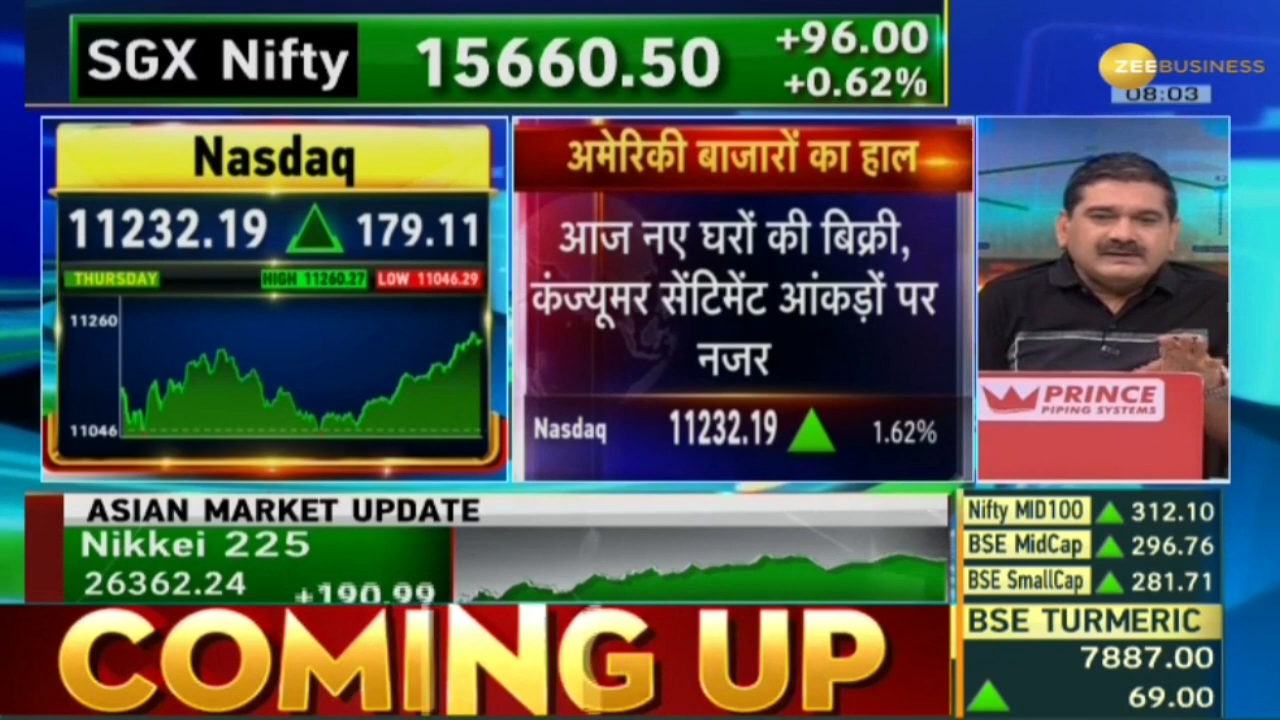 SGX Nifty 15660.50 +96.00
+0.62%
ZEEBUSINESS
08:03
Nasdaq
11232.19 179.11
THURSDAY HIGH 11260.27 LOW 11046.29
11260
11046
अमेरिकी बाजारों का हाल
आज नए घरों की बिक्री,
कंज्यूमर सेंटिमेंट आंकड़ों पर
नजर
Nasdaq 11232.19 1.62%
PRINCE
PIPING SYSTEMS
ASIAN MARKET UPDATE
Nikkei 225
26362.24 +190.99
Nifty MID100 312.10
BSE MidCap 296.76
BSE SmallCap 281.71
BSE TURMERIC
7887.00
69.00
COMING UP